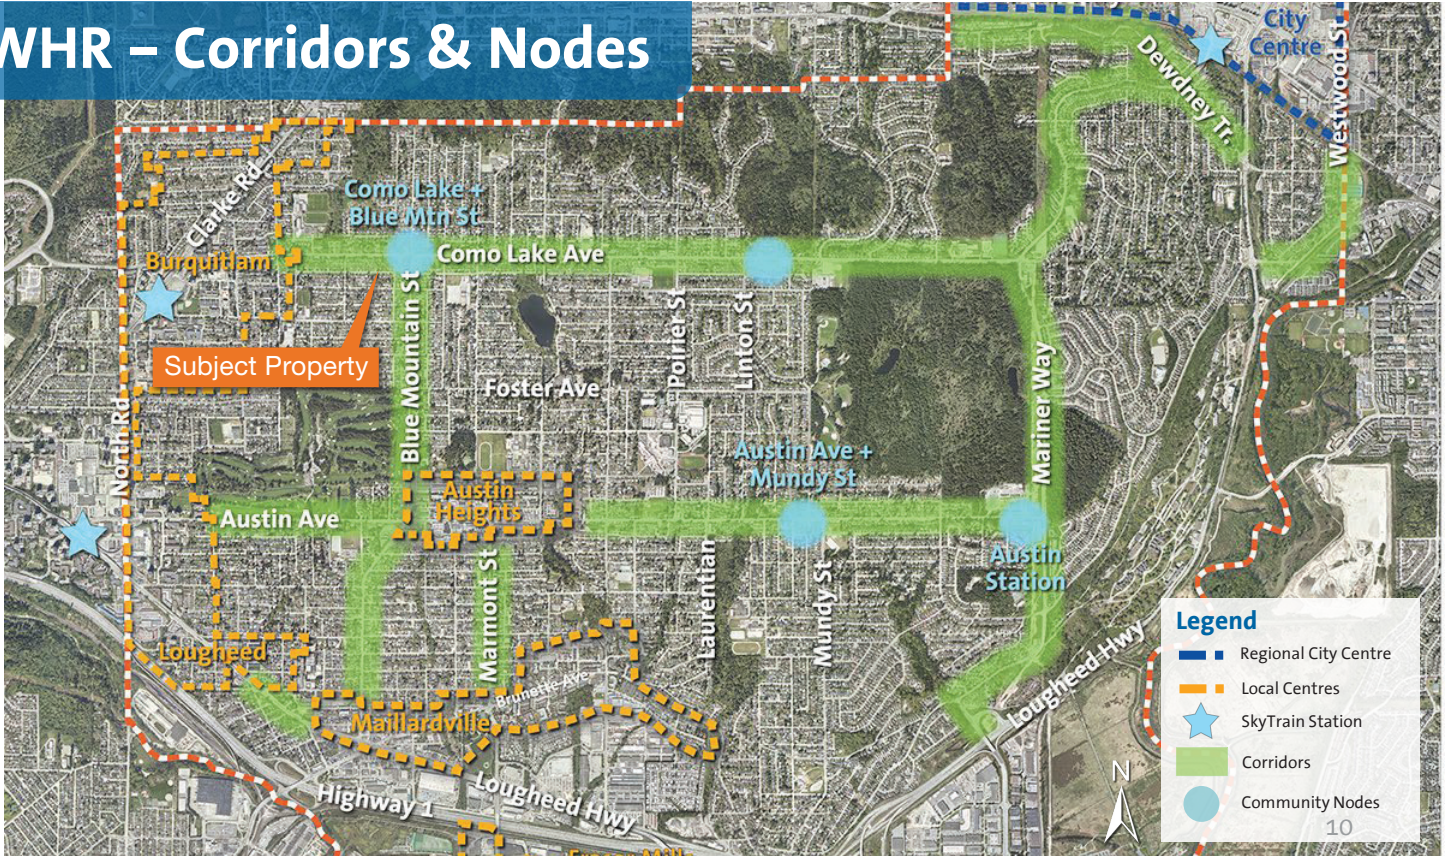 WHR – Corridors & Nodes
City
Centre
Westwood St
Dewdney Tr.
Clarke Rd
Como Lake +
Blue Mtn St
Burquitlam
Como Lake Ave
Subject Property
Blue Mountain St
Poirier St
Linton St
Foster Ave
Mariner Way
North Rd
Austin Ave +
Mundy St
Austin
Heights
Austin Ave
Austin
Station
Marmont St
Laurentian
Mundy St
Lougheed
Brunette Ave
Maillardville
Lougheed Hwy
Lougheed Hwy
Highway 1
N
Legend
Regional City Centre
Local Centres
SkyTrain Station
Corridors
Community Nodes
10